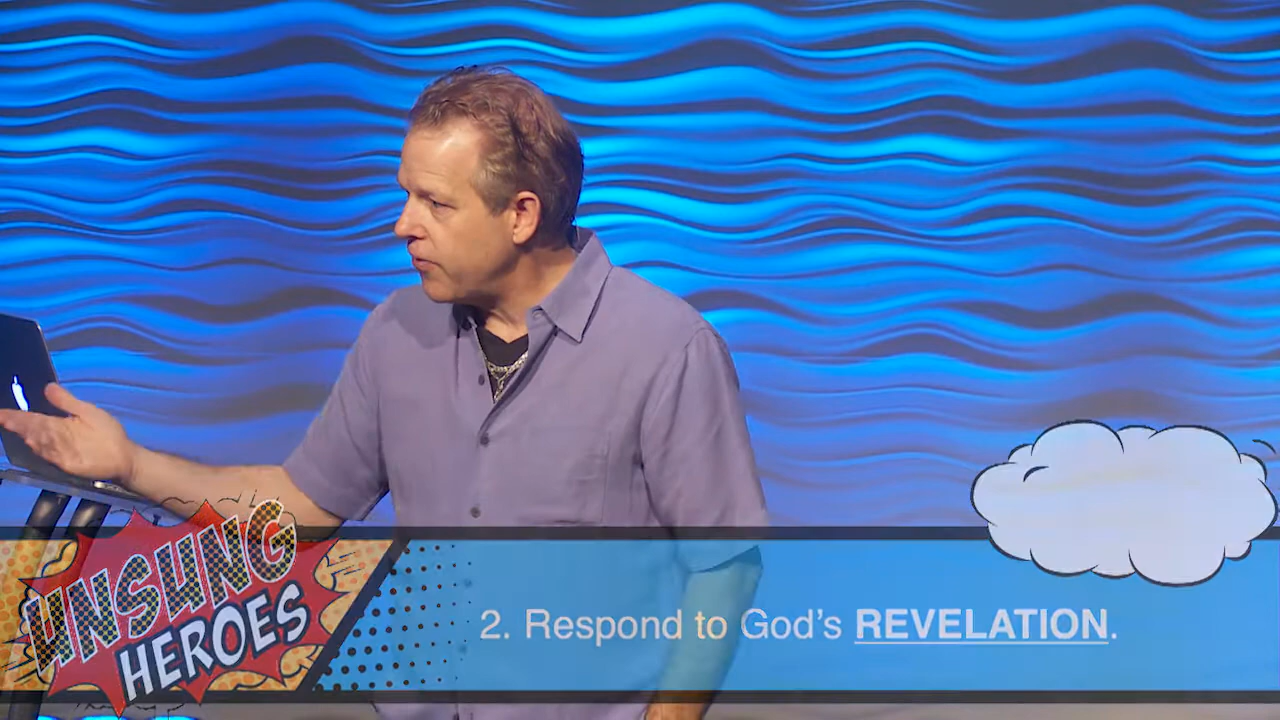 UNSUNG
HEROES
2. Respond to God's REVELATION.